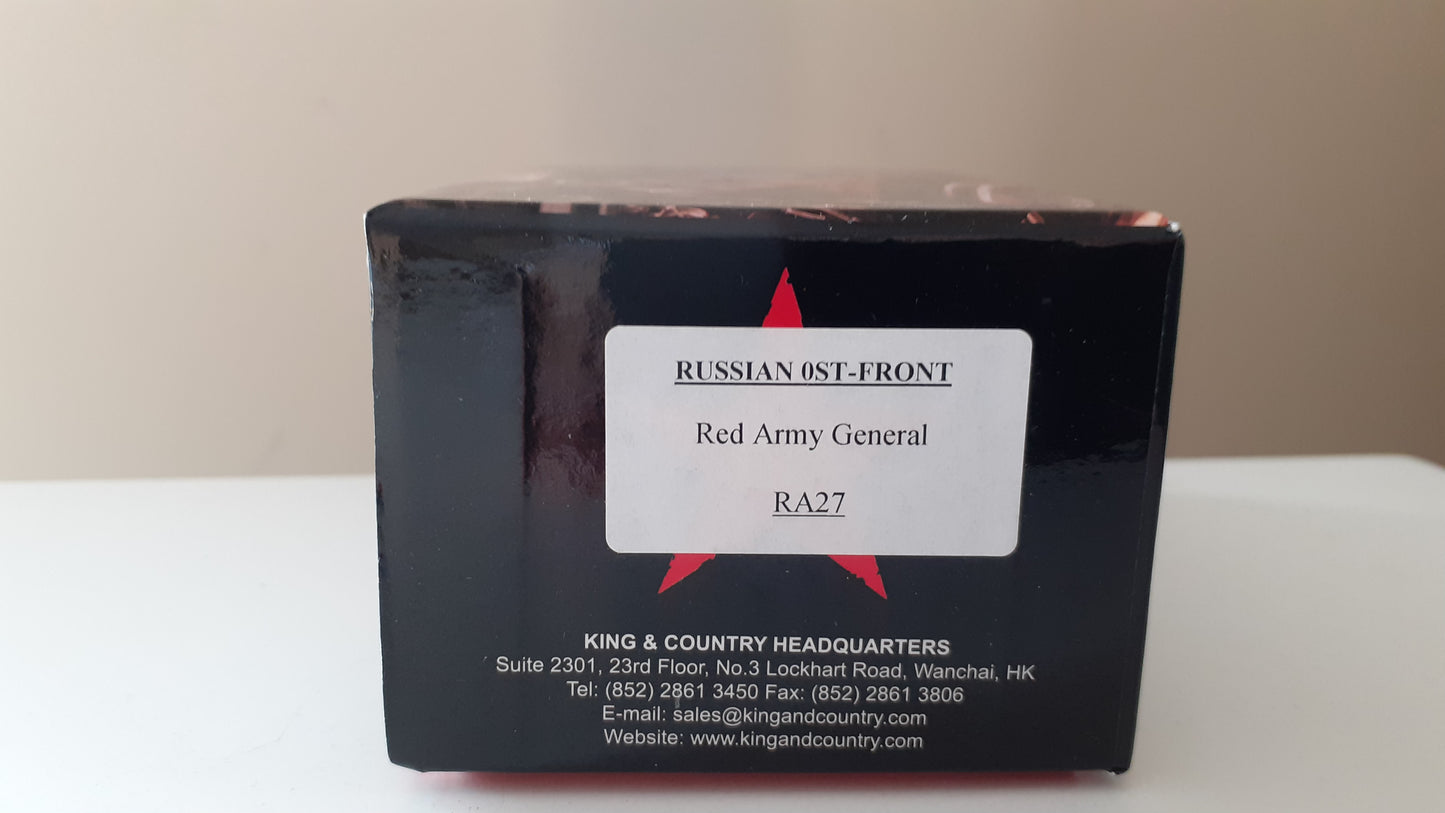 RUSSIAN 0ST-FRONT
Red Army General
RA27
KING & COUNTRY HEADQUARTERS
Suite 2301, 23rd Floor, No.3 Lockhart Road, Wanchai, HK
Tel: (852) 2861 3450 Fax: (852) 2861 3806
E-mail: sales@kingandcountry.com
Website: www.kingandcountry.com